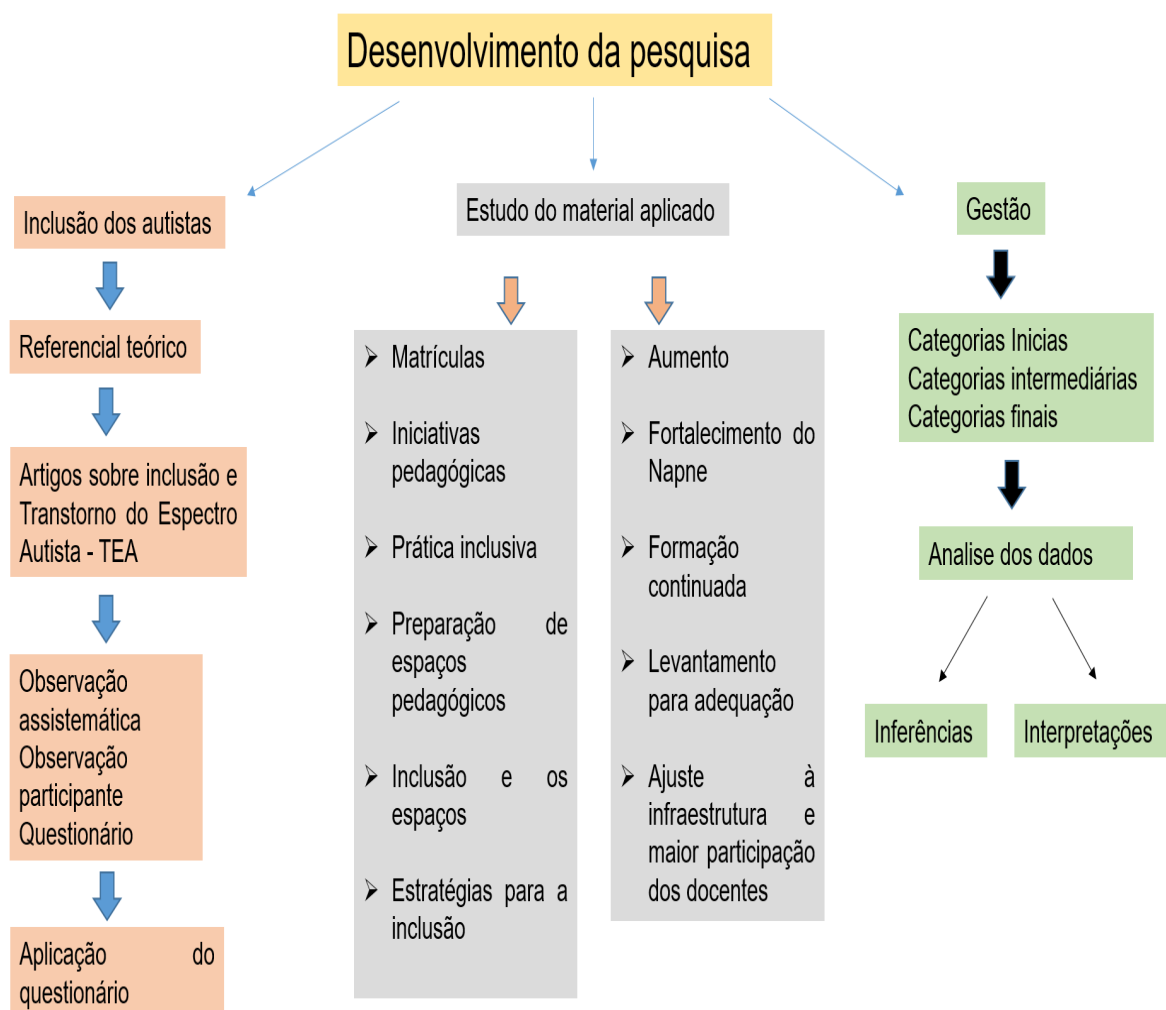 Desenvolvimento da pesquisa
Inclusão dos autistas
Referencial teórico
Artigos sobre inclusão e
Transtorno do Espectro
Autista - TEA
Observação
assistemática
Observação
participante
Questionário
Aplicação do
questionário
Estudo do material aplicado
Matrículas
Iniciativas
pedagógicas
Prática inclusiva
Preparação de
espaços
pedagógicos
Inclusão e os
espaços
Estratégias para a
inclusão
Aumento
Fortalecimento do
Napne
Formação
continuada
Levantamento
para adequação
Ajuste à
infraestrutura e
maior participação
dos docentes
Gestão
Categorias Inicias
Categorias intermediárias
Categorias finais
Analise dos dados
Inferências
Interpretações